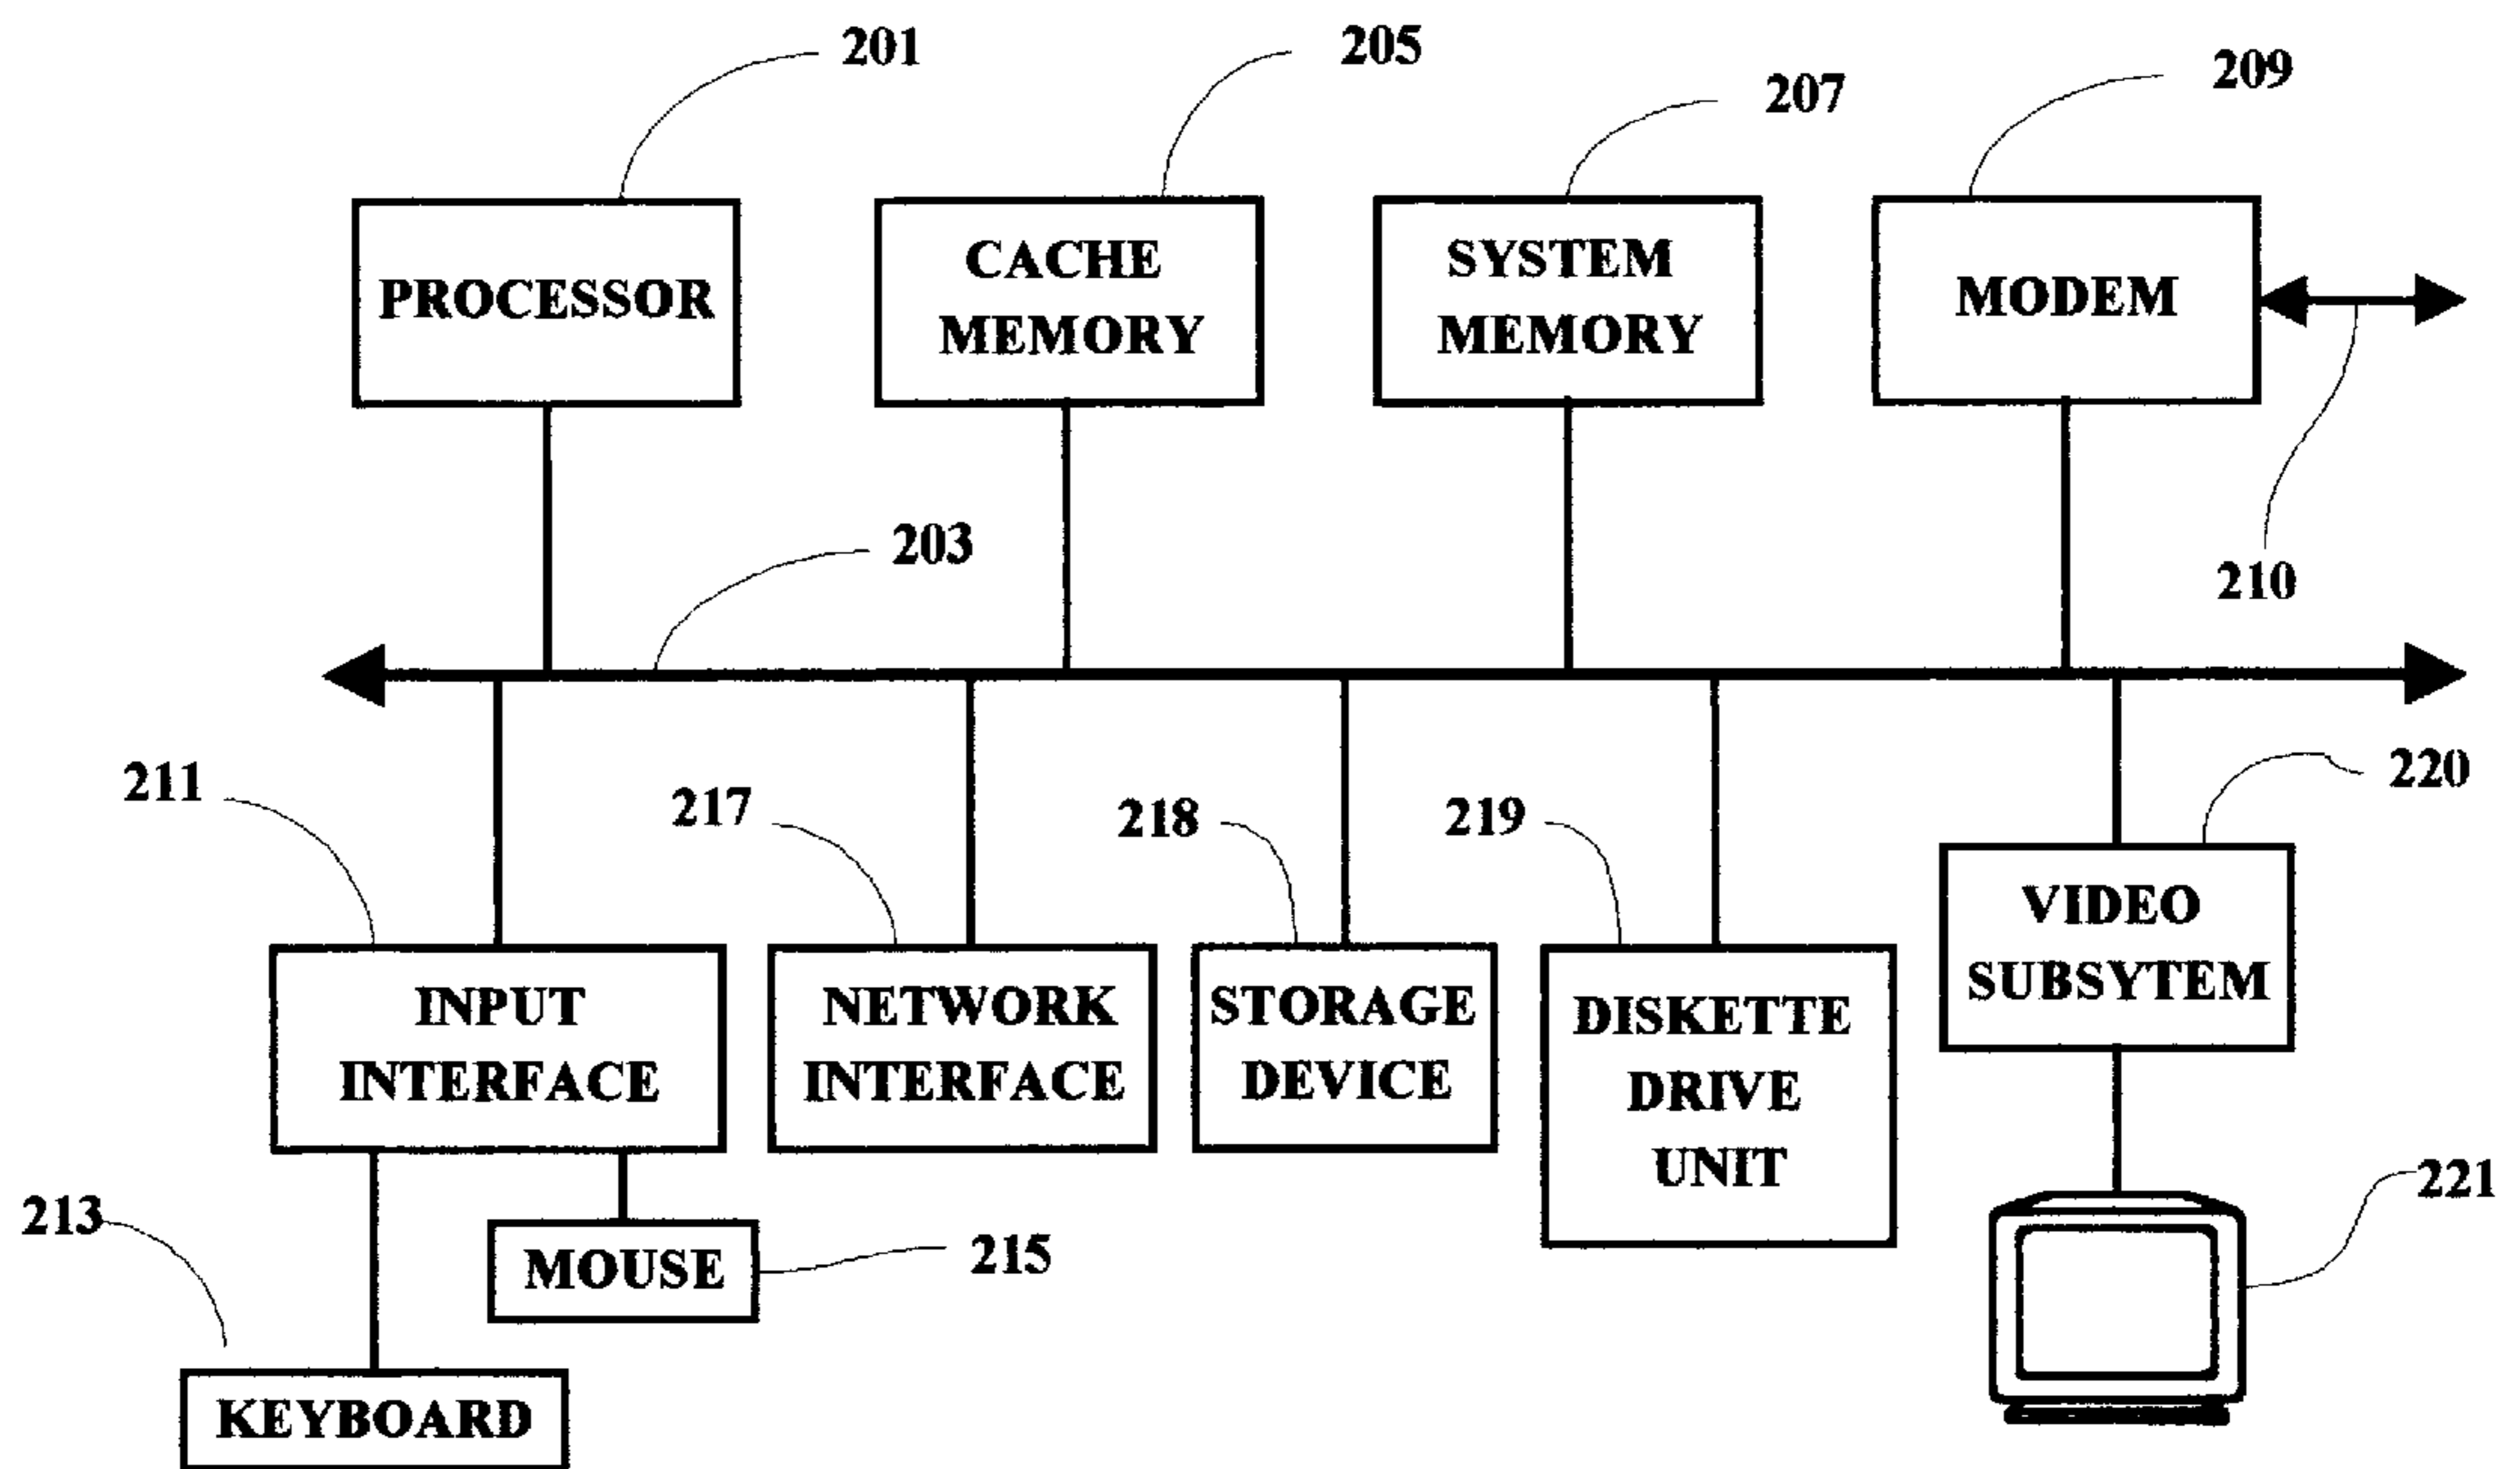 201
205
207
209
PROCESSOR
CACHE
MEMORY
SYSTEM
MEMORY
MODEM
203
210
211
217
218
219
220
INPUT
INTERFACE
NETWORK
INTERFACE
STORAGE
DEVICE
DISKETTE
DRIVE
UNIT
VIDEO
SUBSYTEM
213
MOUSE
215
221
KEYBOARD